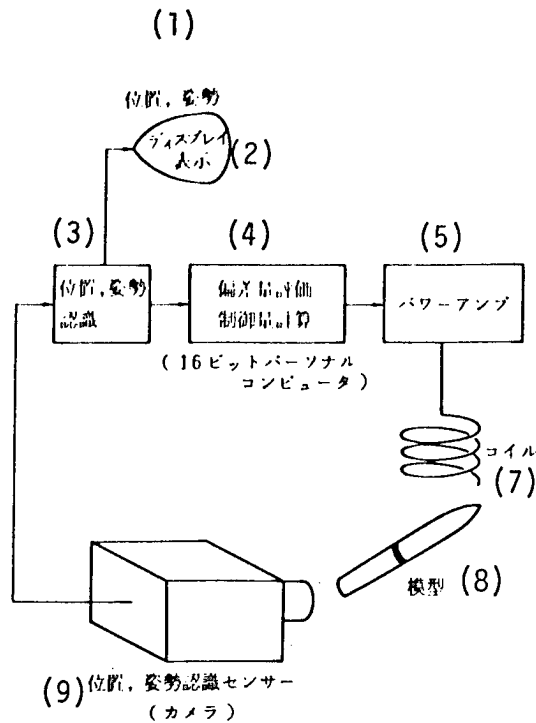 (1)
位置，姿勢
ディスプレイ
表示
(2)
(3)
(4)
(5)
位置，姿勢
認識
偏差量評価
制御量計算
パワーアンプ
(16ビットパーソナル
コンピュータ)
コイル
(7)
模型 (8)
(9) 位置，姿勢認識センサー
(カメラ)